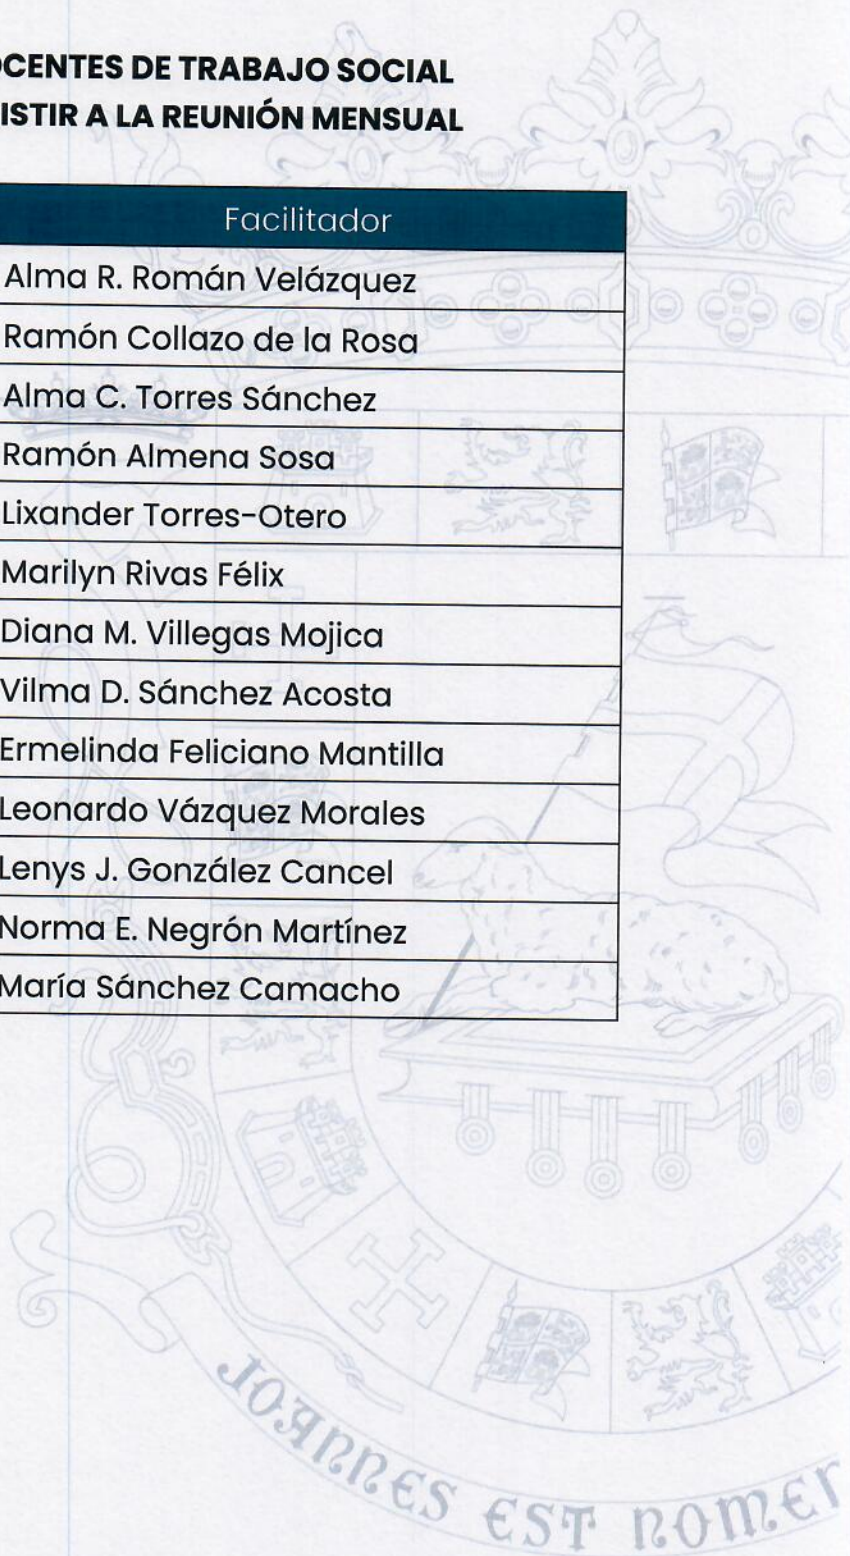 OCENTES DE TRABAJO SOCIAL
ISTIR A LA REUNIÓN MENSUAL
Facilitador
Alma R. Román Velázquez
Ramón Collazo de la Rosa
Alma C. Torres Sánchez
Ramón Almena Sosa
Lixander Torres-Otero
Marilyn Rivas Félix
Diana M. Villegas Mojica
Vilma D. Sánchez Acosta
Ermelinda Feliciano Mantilla
Leonardo Vázquez Morales
Lenys J. González Cancel
Norma E. Negrón Martínez
María Sánchez Camacho
JOANNES EST NOMEN